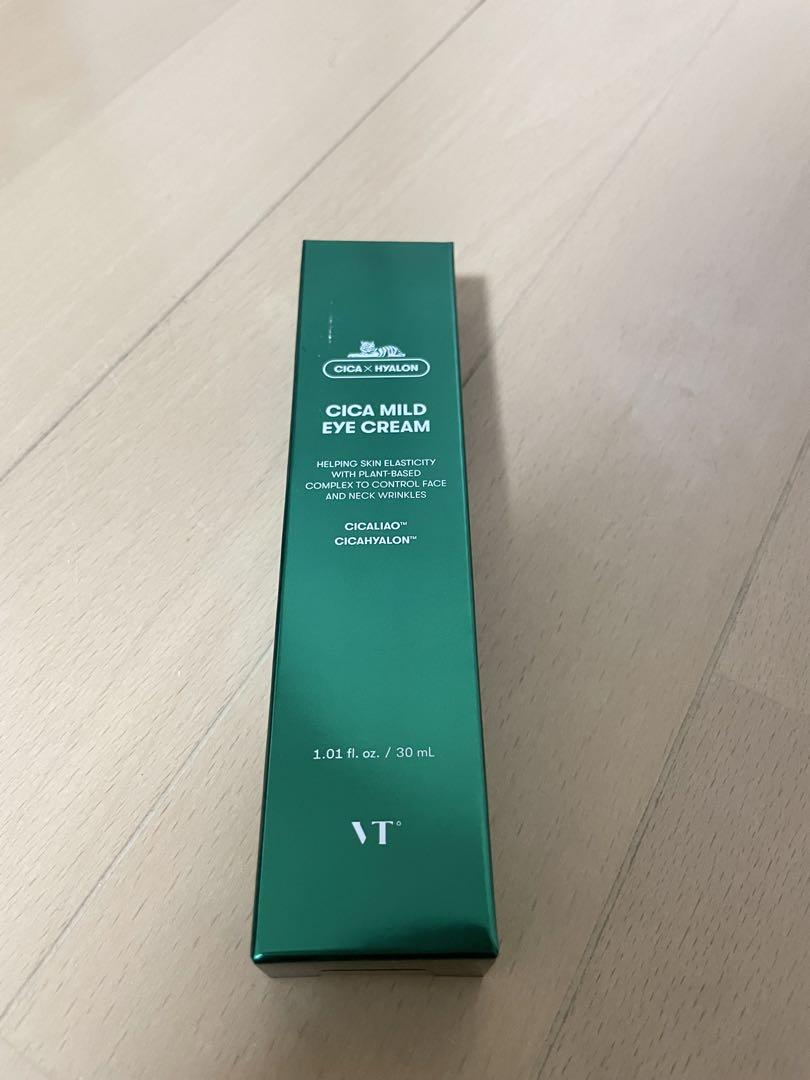 CICA × HYALON
CICA MILD
EYE CREAM
HELPING SKIN ELASTICITY
WITH PLANT-BASED
COMPLEX TO CONTROL FACE
AND NECK WRINKLES
CICALIAO™
CICAHYALON™
1.01 fl. oz. / 30 mL
VT